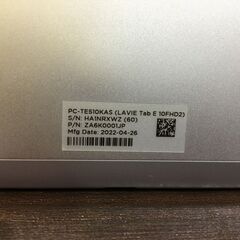 PC-TE510KAS (LAVIE Tab E 10FHD2)
S/N: HA1NRXWZ (60)
P/N: ZA6K0001JP
Mfg Date: 2022-04-26